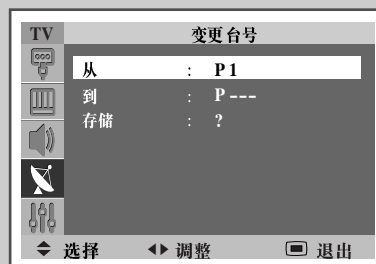 TV 变更台号
从 : P 1
到 : P ---
存储 : ?
选择 调整 退出